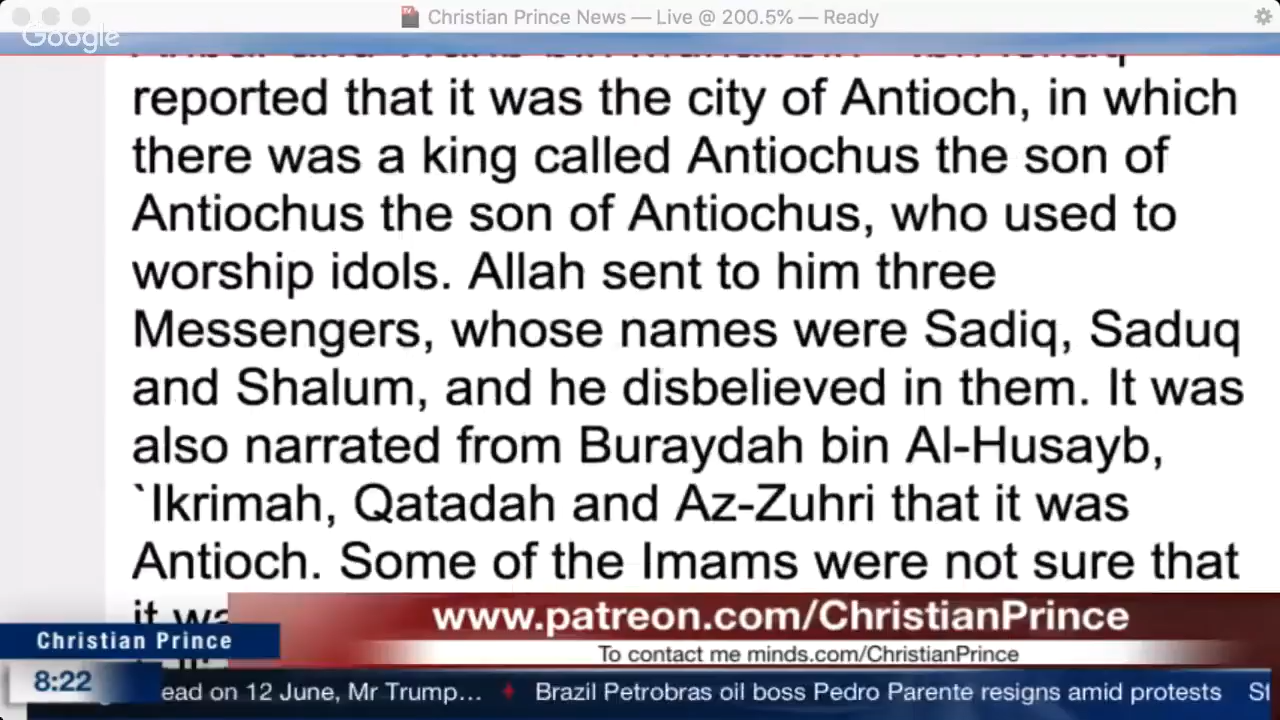 Christian Prince News — Live @ 200.5% — Ready
Google
reported that it was the city of Antioch, in which
there was a king called Antiochus the son of
Antiochus the son of Antiochus, who used to
worship idols. Allah sent to him three
Messengers, whose names were Sadiq, Saduq
and Shalum, and he disbelieved in them. It was
also narrated from Buraydah bin Al-Husayb,
`Ikrimah, Qatadah and Az-Zuhri that it was
Antioch. Some of the Imams were not sure that
it
www.patreon.com/ChristianPrince
Christian Prince
To contact me minds.com/ChristianPrince
8:22
ead on 12 June, Mr Trump... ♦ Brazil Petrobras oil boss Pedro Parente resigns amid protests